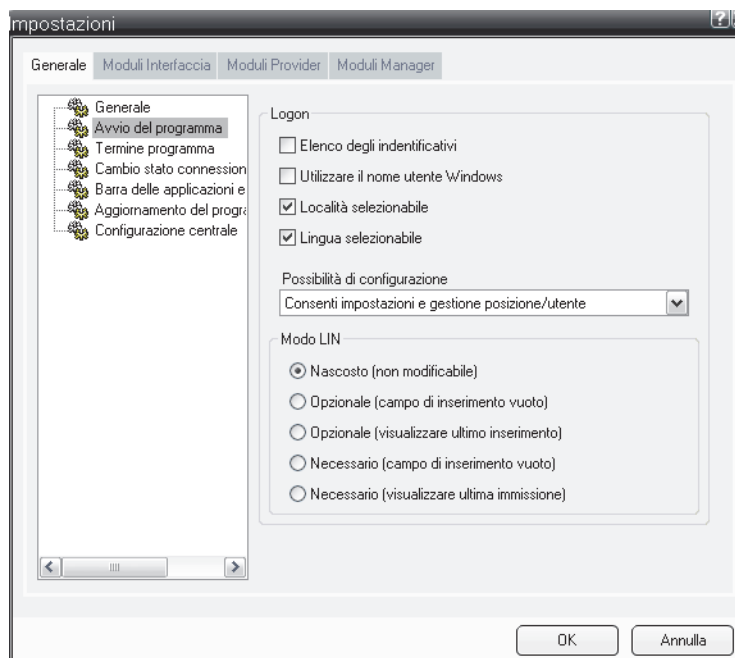 Impostazioni
Generale Moduli Interfaccia Moduli Provider Moduli Manager
Generale
Avvio del programma
Termine programma
Cambio stato connession
Barra delle applicazioni e
Aggiornamento del progra
Configurazione centrale
Logon
Elenco degli indentificativi
Utilizzare il nome utente Windows
Località selezionabile
Lingua selezionabile
Possibilità di configurazione
Consenti impostazioni e gestione posizione/utente
Modo LIN
Nascosto (non modificabile)
Opzionale (campo di inserimento vuoto)
Opzionale (visualizzare ultimo inserimento)
Necessario (campo di inserimento vuoto)
Necessario (visualizzare ultima immissione)
OK Annulla